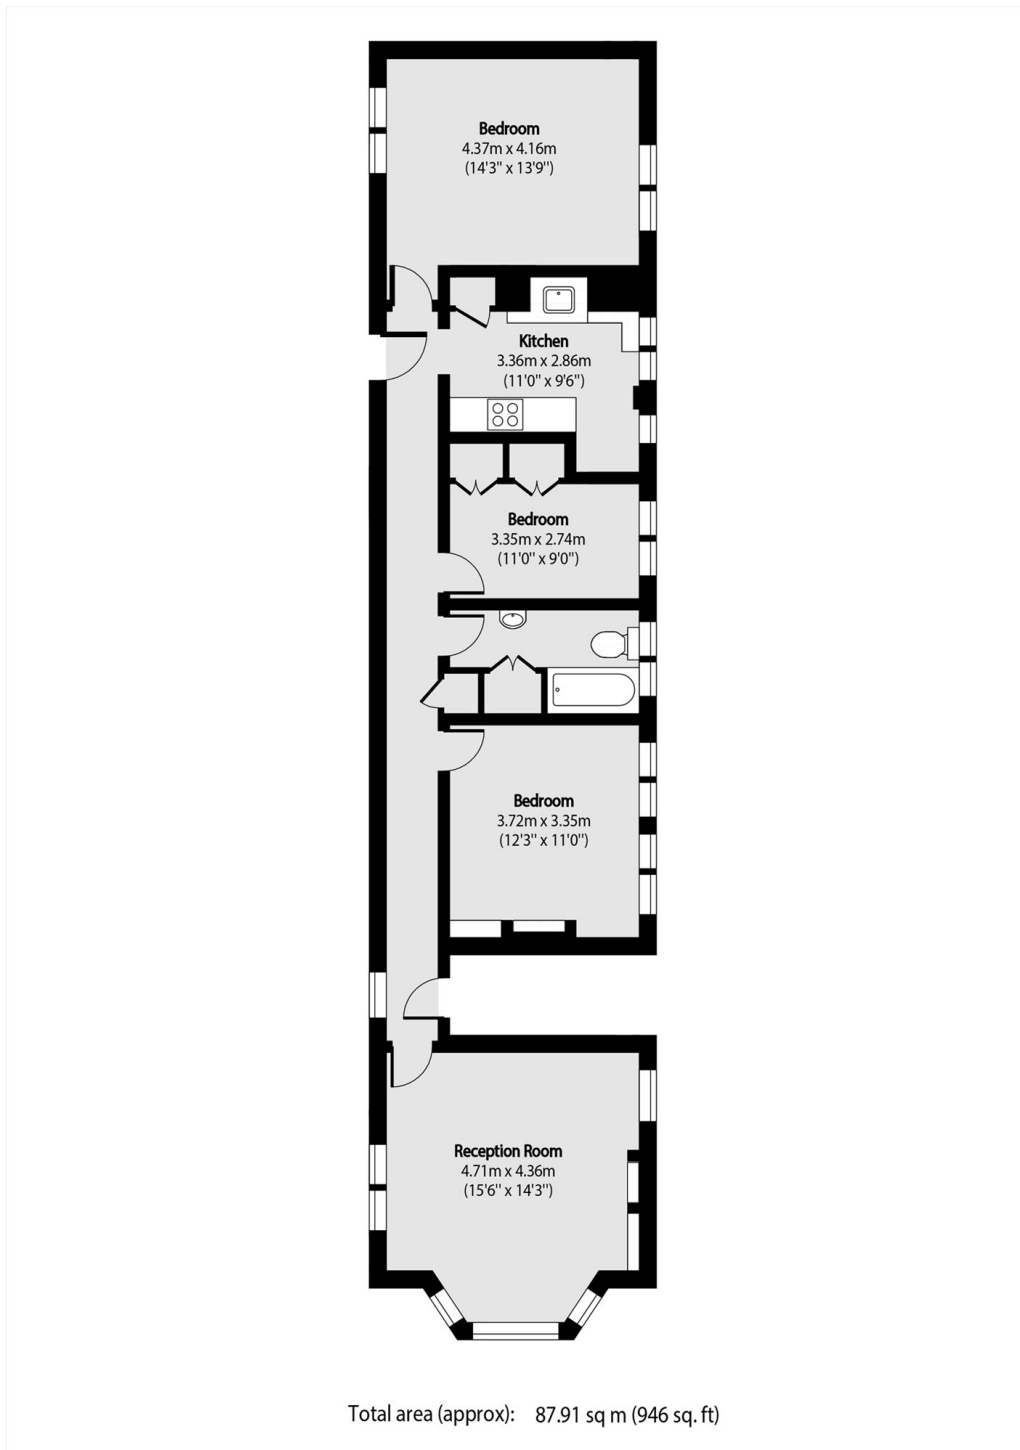 Bedroom
4.37m x 4.16m
(14'3" x 13'9'')
Kitchen
3.36m x 2.86m
(11'0" x 9'6")
Bedroom
3.35m x 2.74m
(11'0'' x 9'0'')
Bedroom
3.72m x 3.35m
(12'3'' x 11'0'')
Reception Room
4.71m x 4.36m
(15'6'' x 14'3'')
Total area (approx): 87.91 sq m (946 sq. ft)